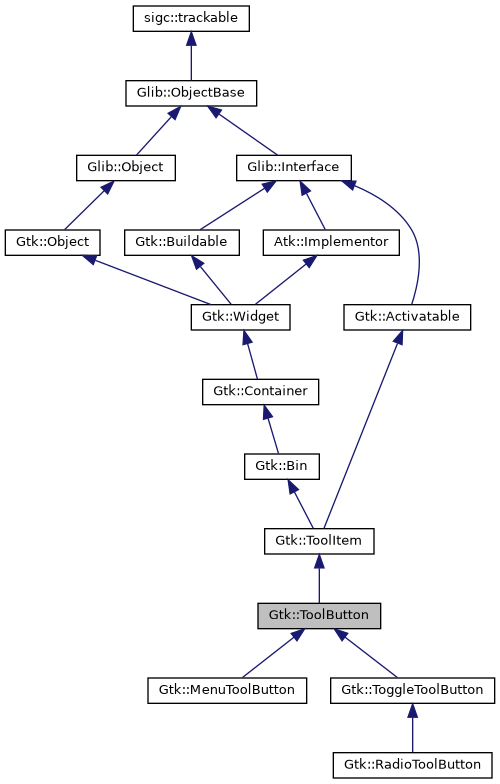 sigc::trackable
Glib::ObjectBase
Glib::Object
Glib::Interface
Gtk::Object
Gtk::Buildable
Atk::Implementor
Gtk::Widget
Gtk::Activatable
Gtk::Container
Gtk::Bin
Gtk::ToolItem
Gtk::ToolButton
Gtk::MenuToolButton
Gtk::ToggleToolButton
Gtk::RadioToolButton